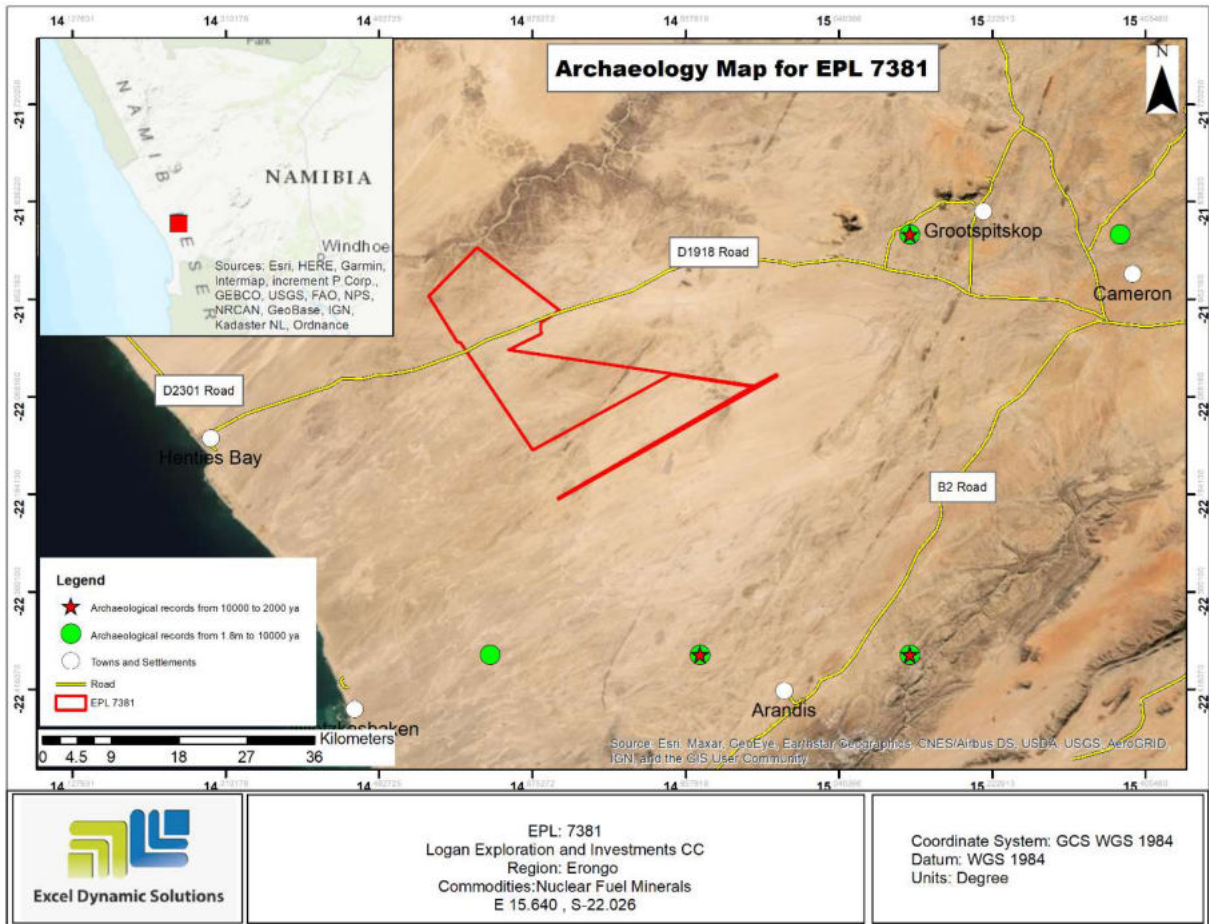 Archaeology Map for EPL 7381
N
Park
NAMIB
NAMIBIA
ESER
Windhoe
Sources: Esri, HERE, Garmin,
Intermap, increment P Corp.,
GEBCO, USGS, FAO, NPS,
NRCAN, GeoBase, IGN,
Kadaster NL, Ordnance
D1918 Road
Grootspitskop
Cameron
D2301 Road
Henties Bay
B2 Road
Arandis
Legend
Archaeological records from 10000 to 2000 ya
Archaeological records from 1.8m to 10000 ya
Towns and Settlements
Road
EPL 7381
Kilometers
0 4.5 9 18 27 36
Source: Esri, Maxar, GeoEye, Earthstar Geographics, CNES/Airbus DS, USDA, USGS, AeroGRID,
IGN, and the GIS User Community
Excel Dynamic Solutions
EPL: 7381
Logan Exploration and Investments CC
Region: Erongo
Commodities:Nuclear Fuel Minerals
E 15.640 , S-22.026
Coordinate System: GCS WGS 1984
Datum: WGS 1984
Units: Degree